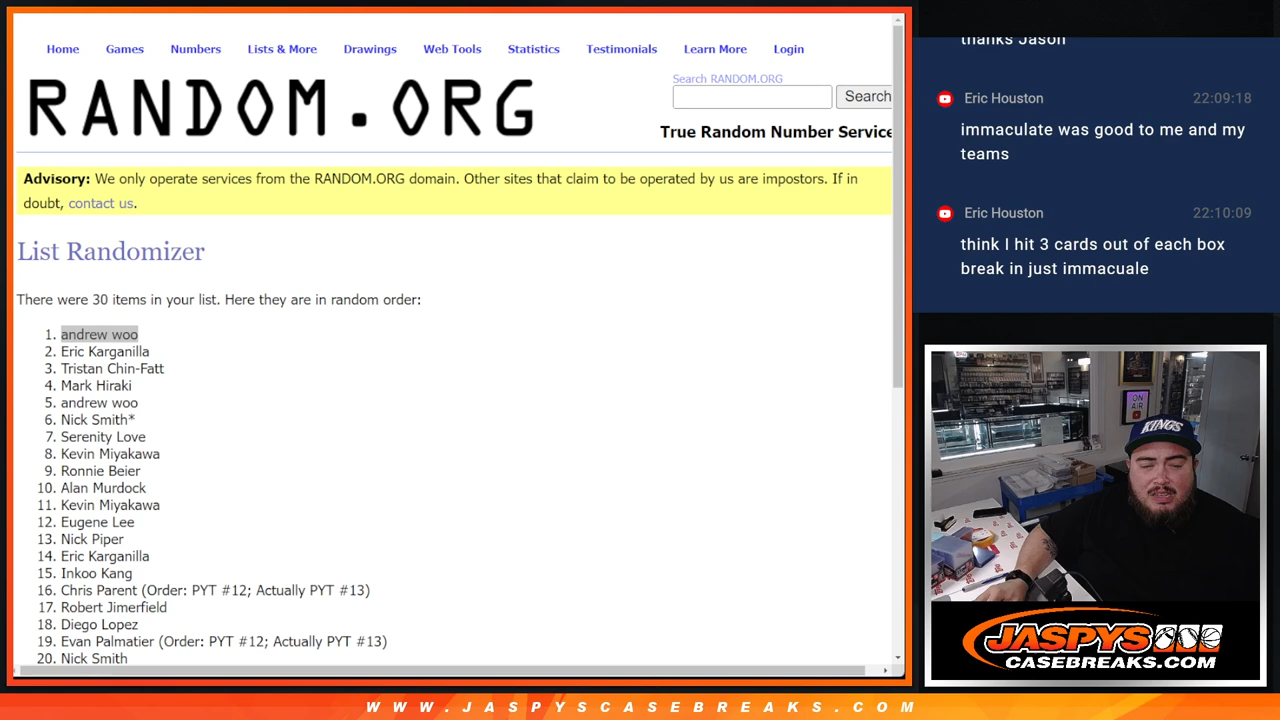 Home Games Numbers Lists & More Drawings Web Tools Statistics Testimonials Learn More Login
RANDOM.ORG
Search RANDOM.ORG
Search
True Random Number Service
Advisory: We only operate services from the RANDOM.ORG domain. Other sites that claim to be operated by us are impostors. If in
doubt, contact us.
List Randomizer
There were 30 items in your list. Here they are in random order:
1. andrew woo
2. Eric Karganilla
3. Tristan Chin-Fatt
4. Mark Hiraki
5. andrew woo
6. Nick Smith*
7. Serenity Love
8. Kevin Miyakawa
9. Ronnie Beier
10. Alan Murdock
11. Kevin Miyakawa
12. Eugene Lee
13. Nick Piper
14. Eric Karganilla
15. Inkoo Kang
16. Chris Parent (Order: PYT #12; Actually PYT #13)
17. Robert Jimerfield
18. Diego Lopez
19. Evan Palmatier (Order: PYT #12; Actually PYT #13)
20. Nick Smith
thanks Jason
Eric Houston 22:09:18
immaculate was good to me and my
teams
Eric Houston 22:10:09
think I hit 3 cards out of each box
break in just immacuale
ON
AIR
KINGS
JASPYS
CASEBREAKS.COM
WWW.JASPYSCASEBREAKS.COM